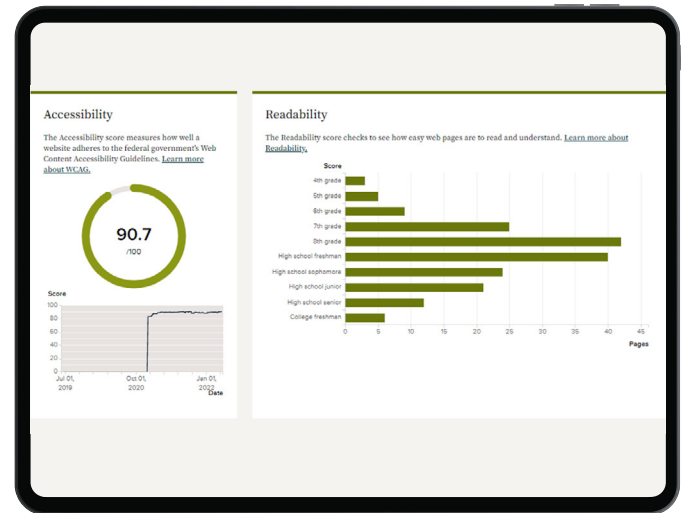 Accessibility
The Accessibility score measures how well a
website adheres to the federal government's Web
Content Accessibility Guidelines. Learn more
about WCAG.
90.7
/100
Score
100
80
60
40
20
0
Jul 01,
2019
Oct 01,
2020
Jan 01,
2022
Date
Readability
The Readability score checks to see how easy web pages are to read and understand. Learn more about
Readability.
Score
4th grade
5th grade
6th grade
7th grade
8th grade
High school freshman
High school sophomore
High school junior
High school senior
College freshman
0 5 10 15 20 25 30 35 40 45
Pages